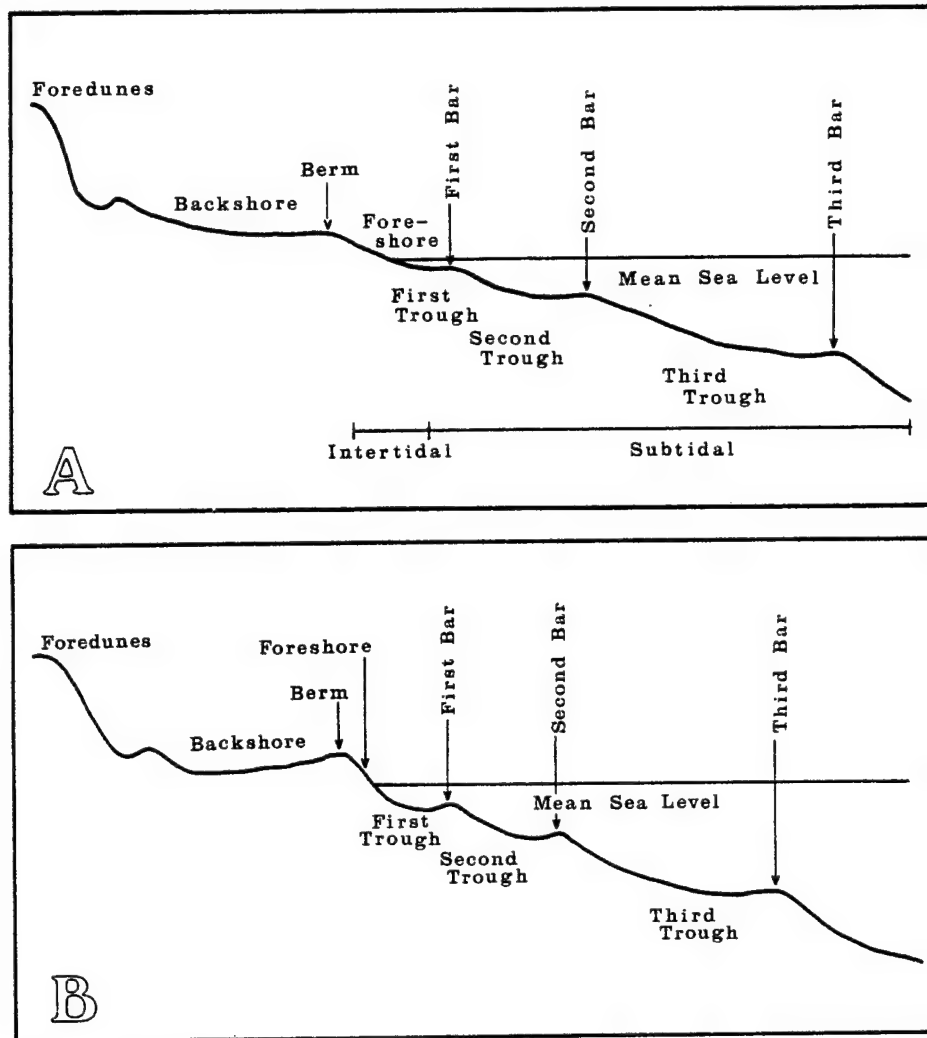 Foredunes
Berm
Backshore
Fore-
shore
First Bar
Second Bar
Third Bar
Mean Sea Level
First
Trough
Second
Trough
Third
Trough
Intertidal
Subtidal
A
Foredunes
Foreshore
Berm
Backshore
First Bar
Second Bar
Third Bar
Mean Sea Level
First
Trough
Second
Trough
Third
Trough
B